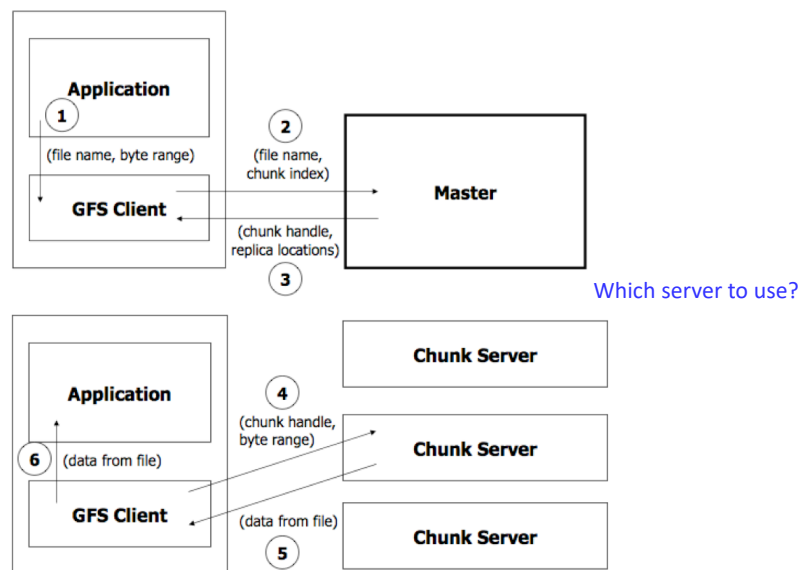 Application
1
(file name, byte range)
GFS Client
2
(file name,
chunk index)
Master
(chunk handle,
replica locations)
3
Which server to use?
Application
6
(data from file)
GFS Client
4
(chunk handle,
byte range)
(data from file)
5
Chunk Server
Chunk Server
Chunk Server